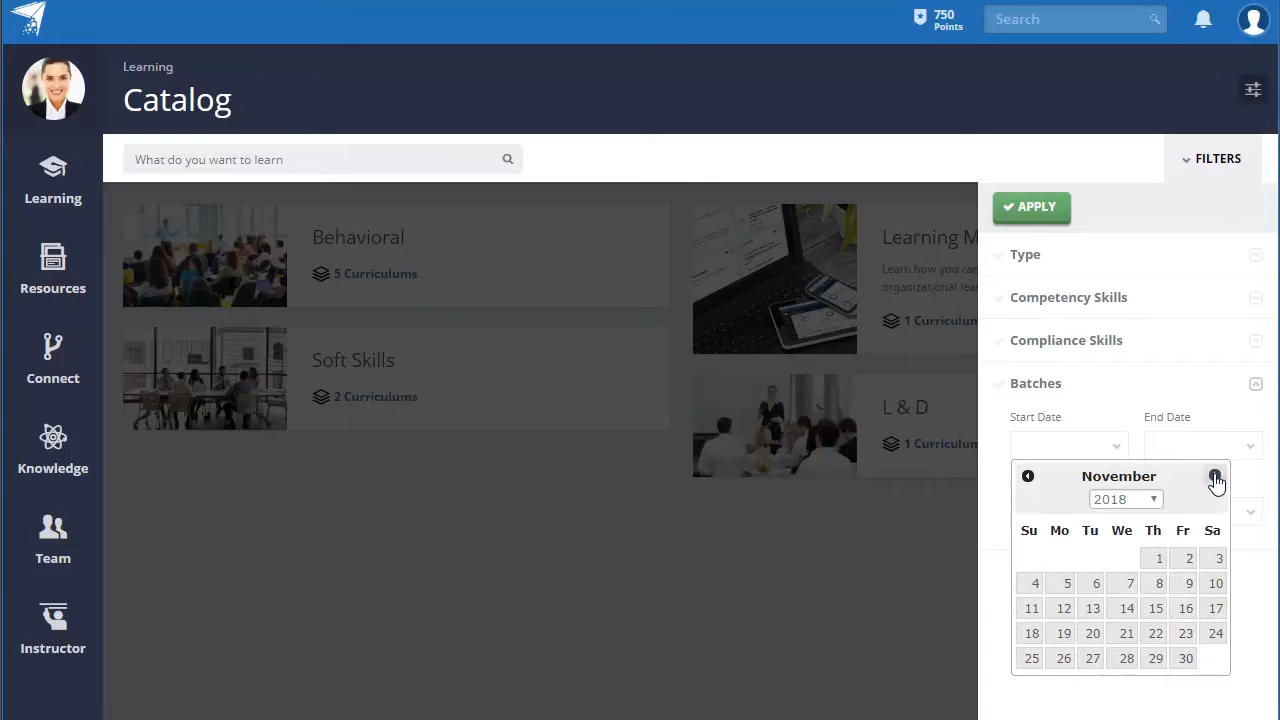 750
Points
Search
Learning
Catalog
What do you want to learn
FILTERS
APPLY
Learning
Resources
Connect
Knowledge
Team
Instructor
Behavioral
5 Curriculums
Soft Skills
2 Curriculums
Learning M
Learn how you can
organizational lea
1 Curriculum
L & D
1 Curriculum
Type
Competency Skills
Compliance Skills
Batches
Start Date End Date
November
2018
Su Mo Tu We Th Fr Sa
1 2 3
4 5 6 7 8 9 10
11 12 13 14 15 16 17
18 19 20 21 22 23 24
25 26 27 28 29 30